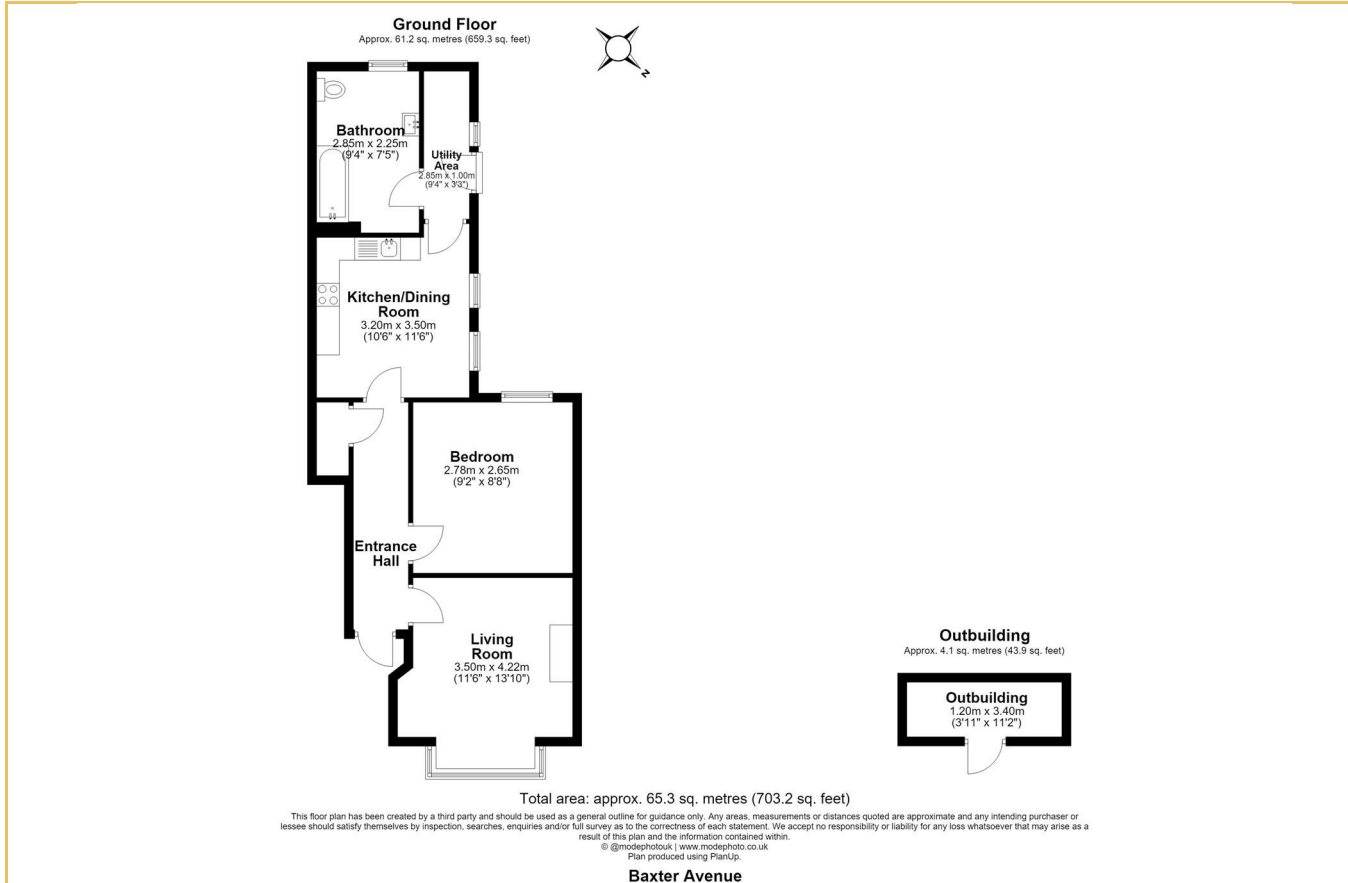 Ground Floor
Approx. 61.2 sq. metres (659.3 sq. feet)
N
Bathroom
2.85m x 2.25m
(9'4" x 7'5")
Utility
Area
2.85m x 1.00m
(9'4" x 3'3")
Kitchen/Dining
Room
3.20m x 3.50m
(10'6" x 11'6")
Bedroom
2.78m x 2.65m
(9'2" x 8'8")
Entrance
Hall
Living
Room
3.50m x 4.22m
(11'6" x 13'10")
Outbuilding
Approx. 4.1 sq. metres (43.9 sq. feet)
Outbuilding
1.20m x 3.40m
(3'11" x 11'2")
Total area: approx. 65.3 sq. metres (703.2 sq. feet)
This floor plan has been created by a third party and should be used as a general outline for guidance only. Any areas, measurements or distances quoted are approximate and any intending purchaser or
lessee should satisfy themselves by inspection, searches, enquiries and/or full survey as to the correctness of each statement. We accept no responsibility or liability for any loss whatsoever that may arise as a
result of this plan and the information contained within.
© @modephotouk | www.modephoto.co.uk
Plan produced using PlanUp.
Baxter Avenue